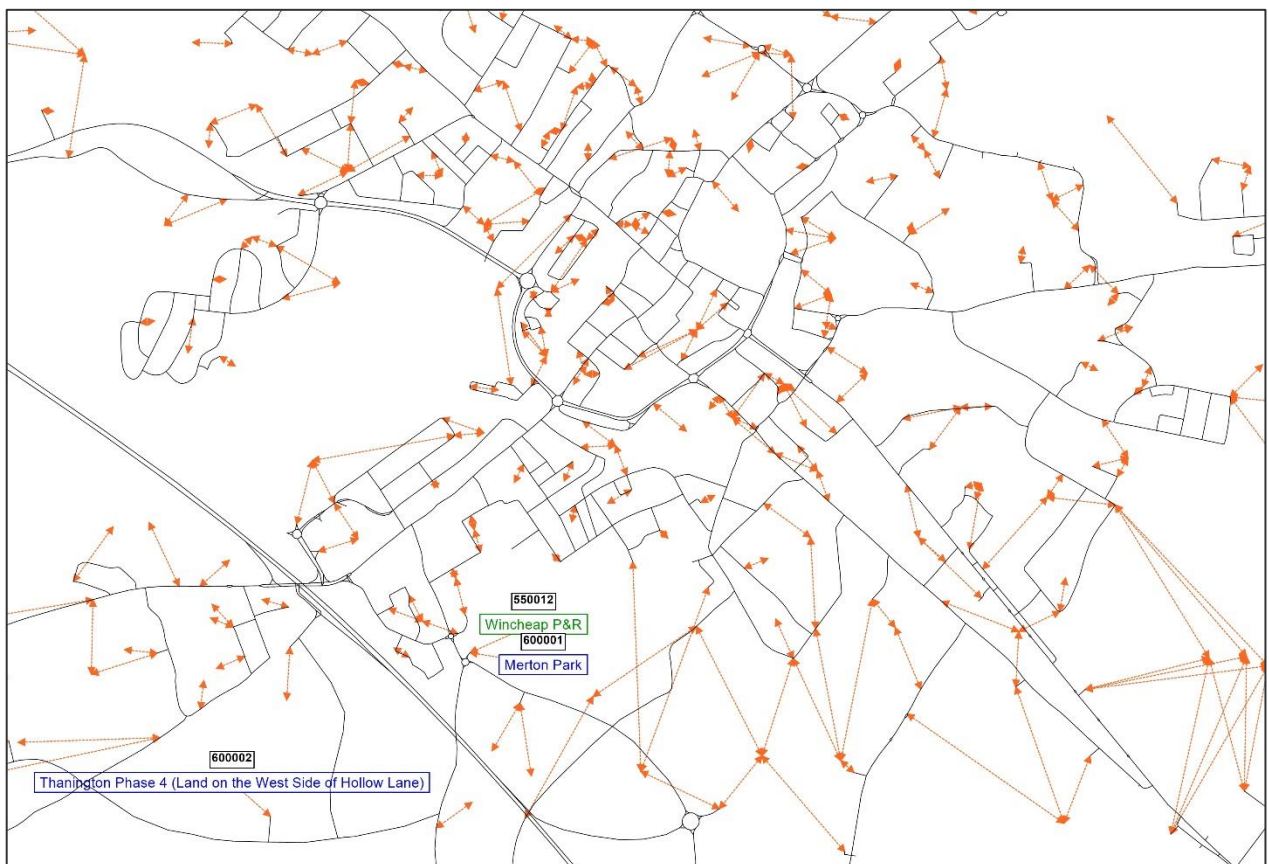 550012
Wincheap P&R
600001
Merton Park
600002
Thanington Phase 4 (Land on the West Side of Hollow Lane)